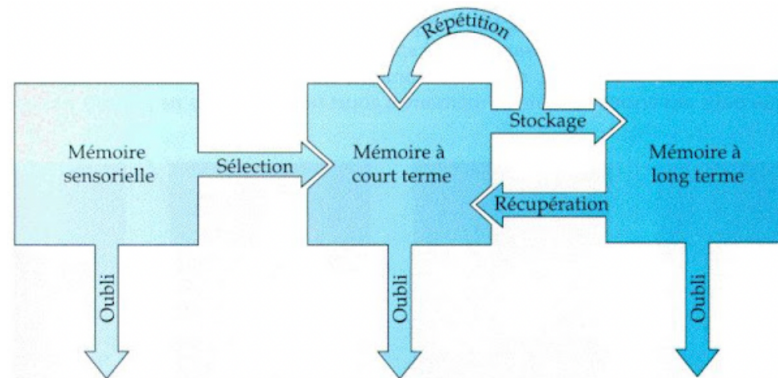 Répétition
Mémoire
sensorielle
Sélection
Mémoire à
court terme
Stockage
Récupération
Mémoire à
long terme
Oubli
Oubli
Oubli